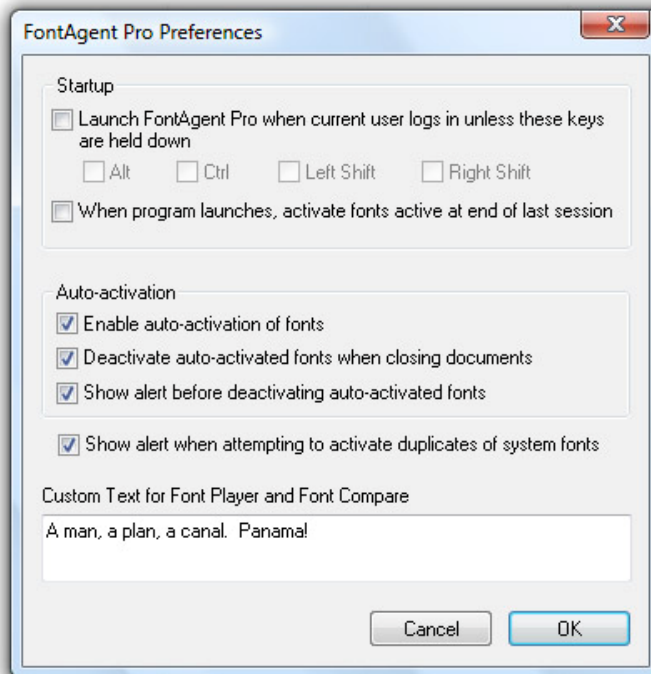 FontAgent Pro Preferences
Startup
Launch FontAgent Pro when current user logs in unless these keys
are held down
Alt Ctrl Left Shift Right Shift
When program launches, activate fonts active at end of last session
Auto-activation
Enable auto-activation of fonts
Deactivate auto-activated fonts when closing documents
Show alert before deactivating auto-activated fonts
Show alert when attempting to activate duplicates of system fonts
Custom Text for Font Player and Font Compare
A man, a plan, a canal.  Panama!
Cancel OK